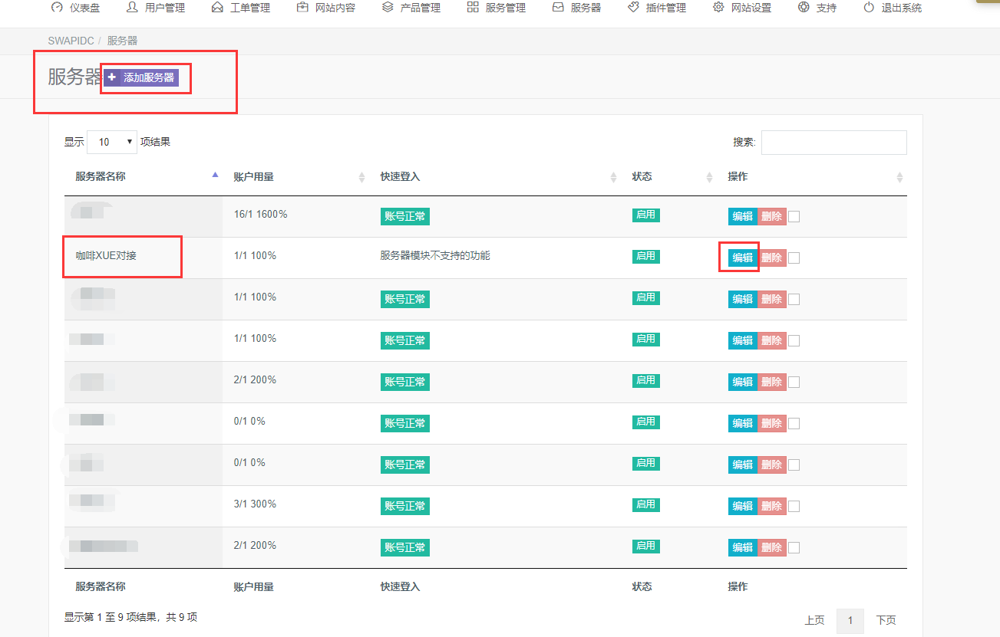 仪表盘 用户管理 工单管理 网站内容 产品管理 服务管理 服务器 插件管理 网站设置 支持 退出系统
SWAPIDC / 服务器
服务器 + 添加服务器
显示 10 项结果 搜索:
服务器名称 账户用量 快速登入 状态 操作
16/1 1600% 账号正常 启用 编辑 删除
咖啡XUE对接 1/1 100% 服务器模块不支持的功能 启用 编辑 删除
1/1 100% 账号正常 启用 编辑 删除
1/1 100% 账号正常 启用 编辑 删除
2/1 200% 账号正常 启用 编辑 删除
0/1 0% 账号正常 启用 编辑 删除
0/1 0% 账号正常 启用 编辑 删除
3/1 300% 账号正常 启用 编辑 删除
2/1 200% 账号正常 启用 编辑 删除
服务器名称 账户用量 快速登入 状态 操作
显示第 1 至 9 项结果，共 9 项
上页 1 下页